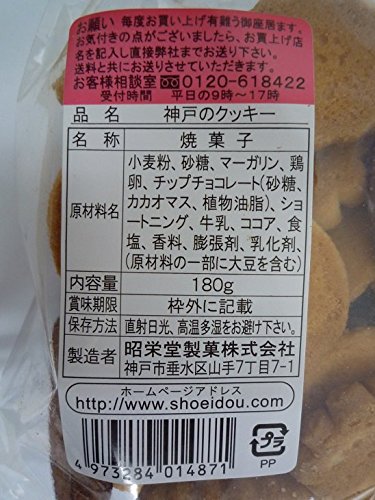 お願い 毎度お買い上げ有難う御座居ます。
お気付きの点がございましたら、お買上げ店
名を記入し直接弊社までお送り下さい。
送料と共にお送りさせていただきます。
お客様相談室 0120-618422
受付時間 平日の9時〜17時
品名 神戸のクッキー
名称 焼菓子
原材料名 小麦粉、砂糖、マーガリン、鶏
卵、チップチョコレート(砂糖、
カカオマス、植物油脂)、ショ
ートニング、牛乳、ココア、食
塩、香料、膨張剤、乳化剤、
(原材料の一部に大豆を含む)
内容量 180g
賞味期限 枠外に記載
保存方法 直射日光、高温多湿をお避け下さい。
製造者 昭栄堂製菓株式会社
神戸市垂水区山手7丁目7-1
ホームページアドレス
http://www.shoeidou.com/
4973284014871
プラ
PP